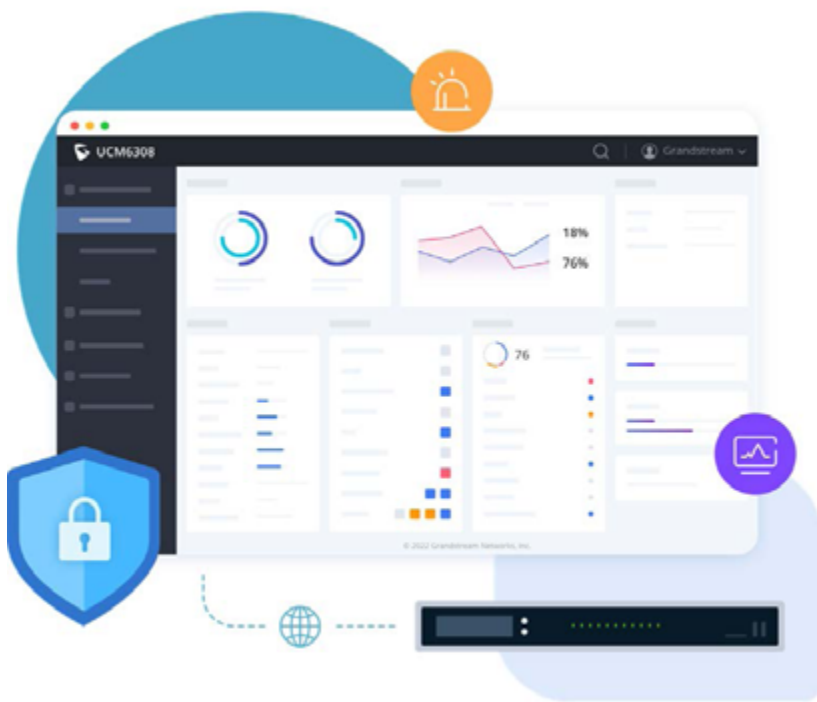 UCM6308
Grandstream
18%
76%
76
© 2022 Grandstream Networks, Inc.